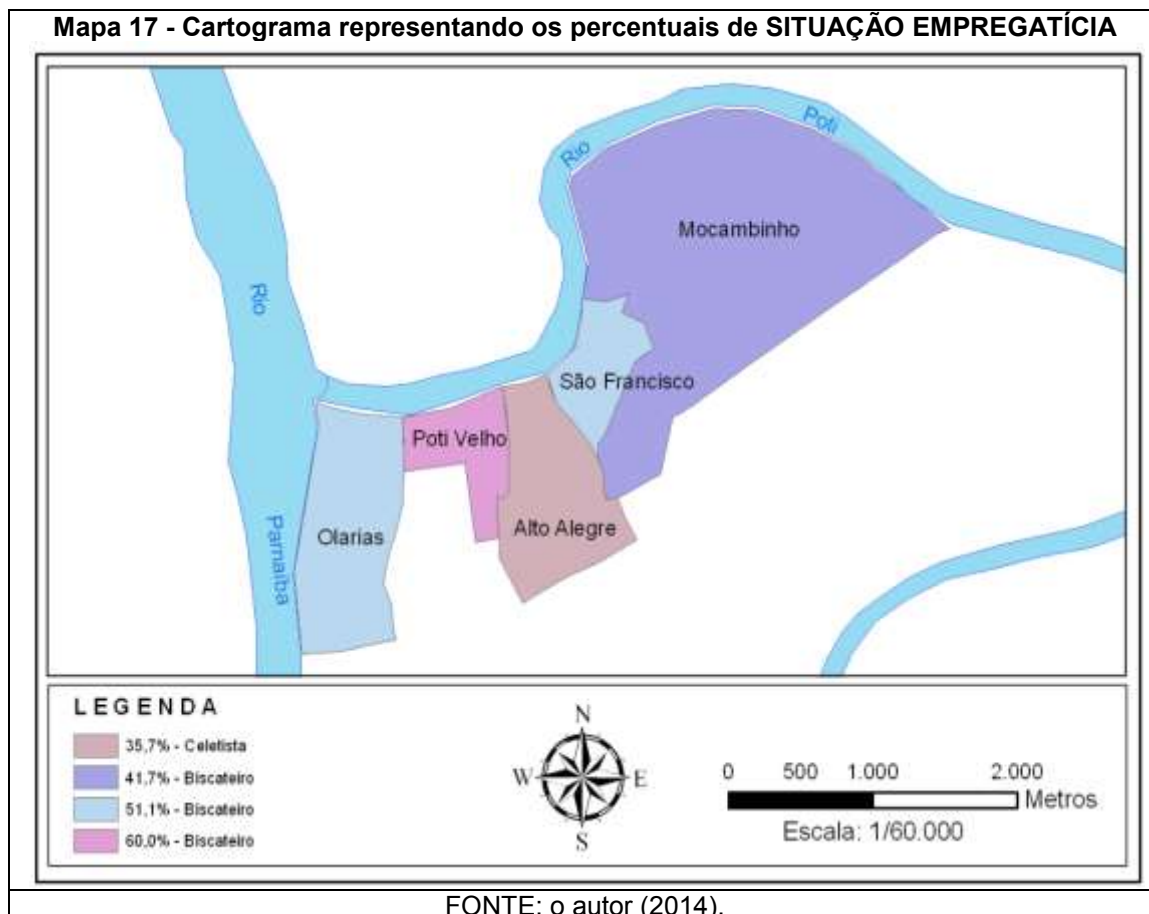 Mapa 17 - Cartograma representando os percentuais de SITUAÇÃO EMPREGATÍCIA
Rio
Poti
Mocambinho
Rio
São Francisco
Poti Velho
Alto Alegre
Olarias
Parnaíba
LEGENDA
35,7% - Celetista
41,7% - Biscateiro
51,1% - Biscateiro
60,0% - Biscateiro
N
W E
S
0 500 1.000 2.000
Metros
Escala: 1/60.000
FONTE: o autor (2014).